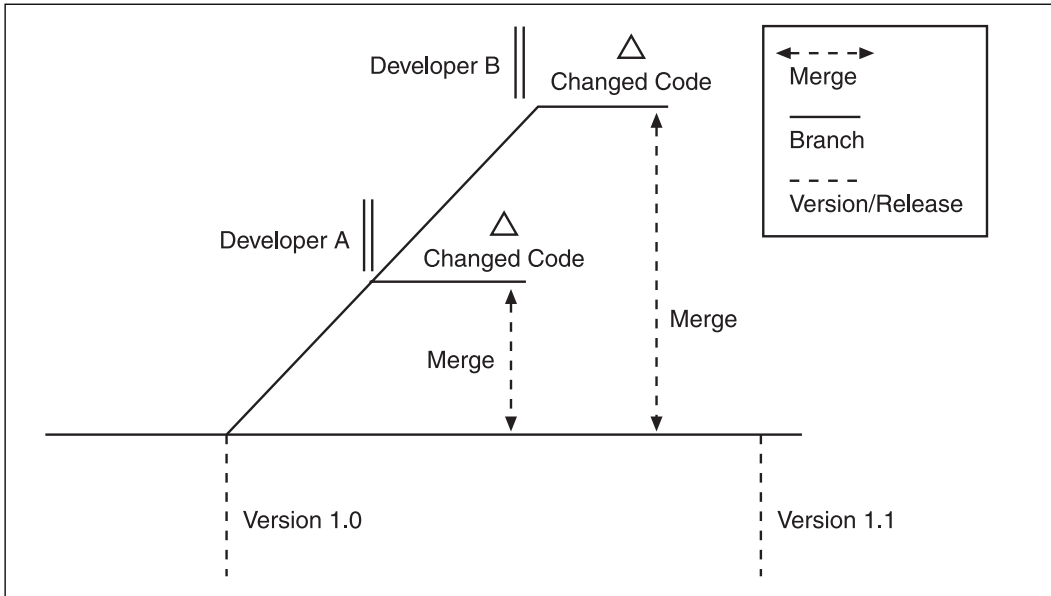 Developer B
Changed Code
Developer A
Changed Code
Merge
Merge
Version 1.0
Version 1.1
Merge
Branch
Version/Release